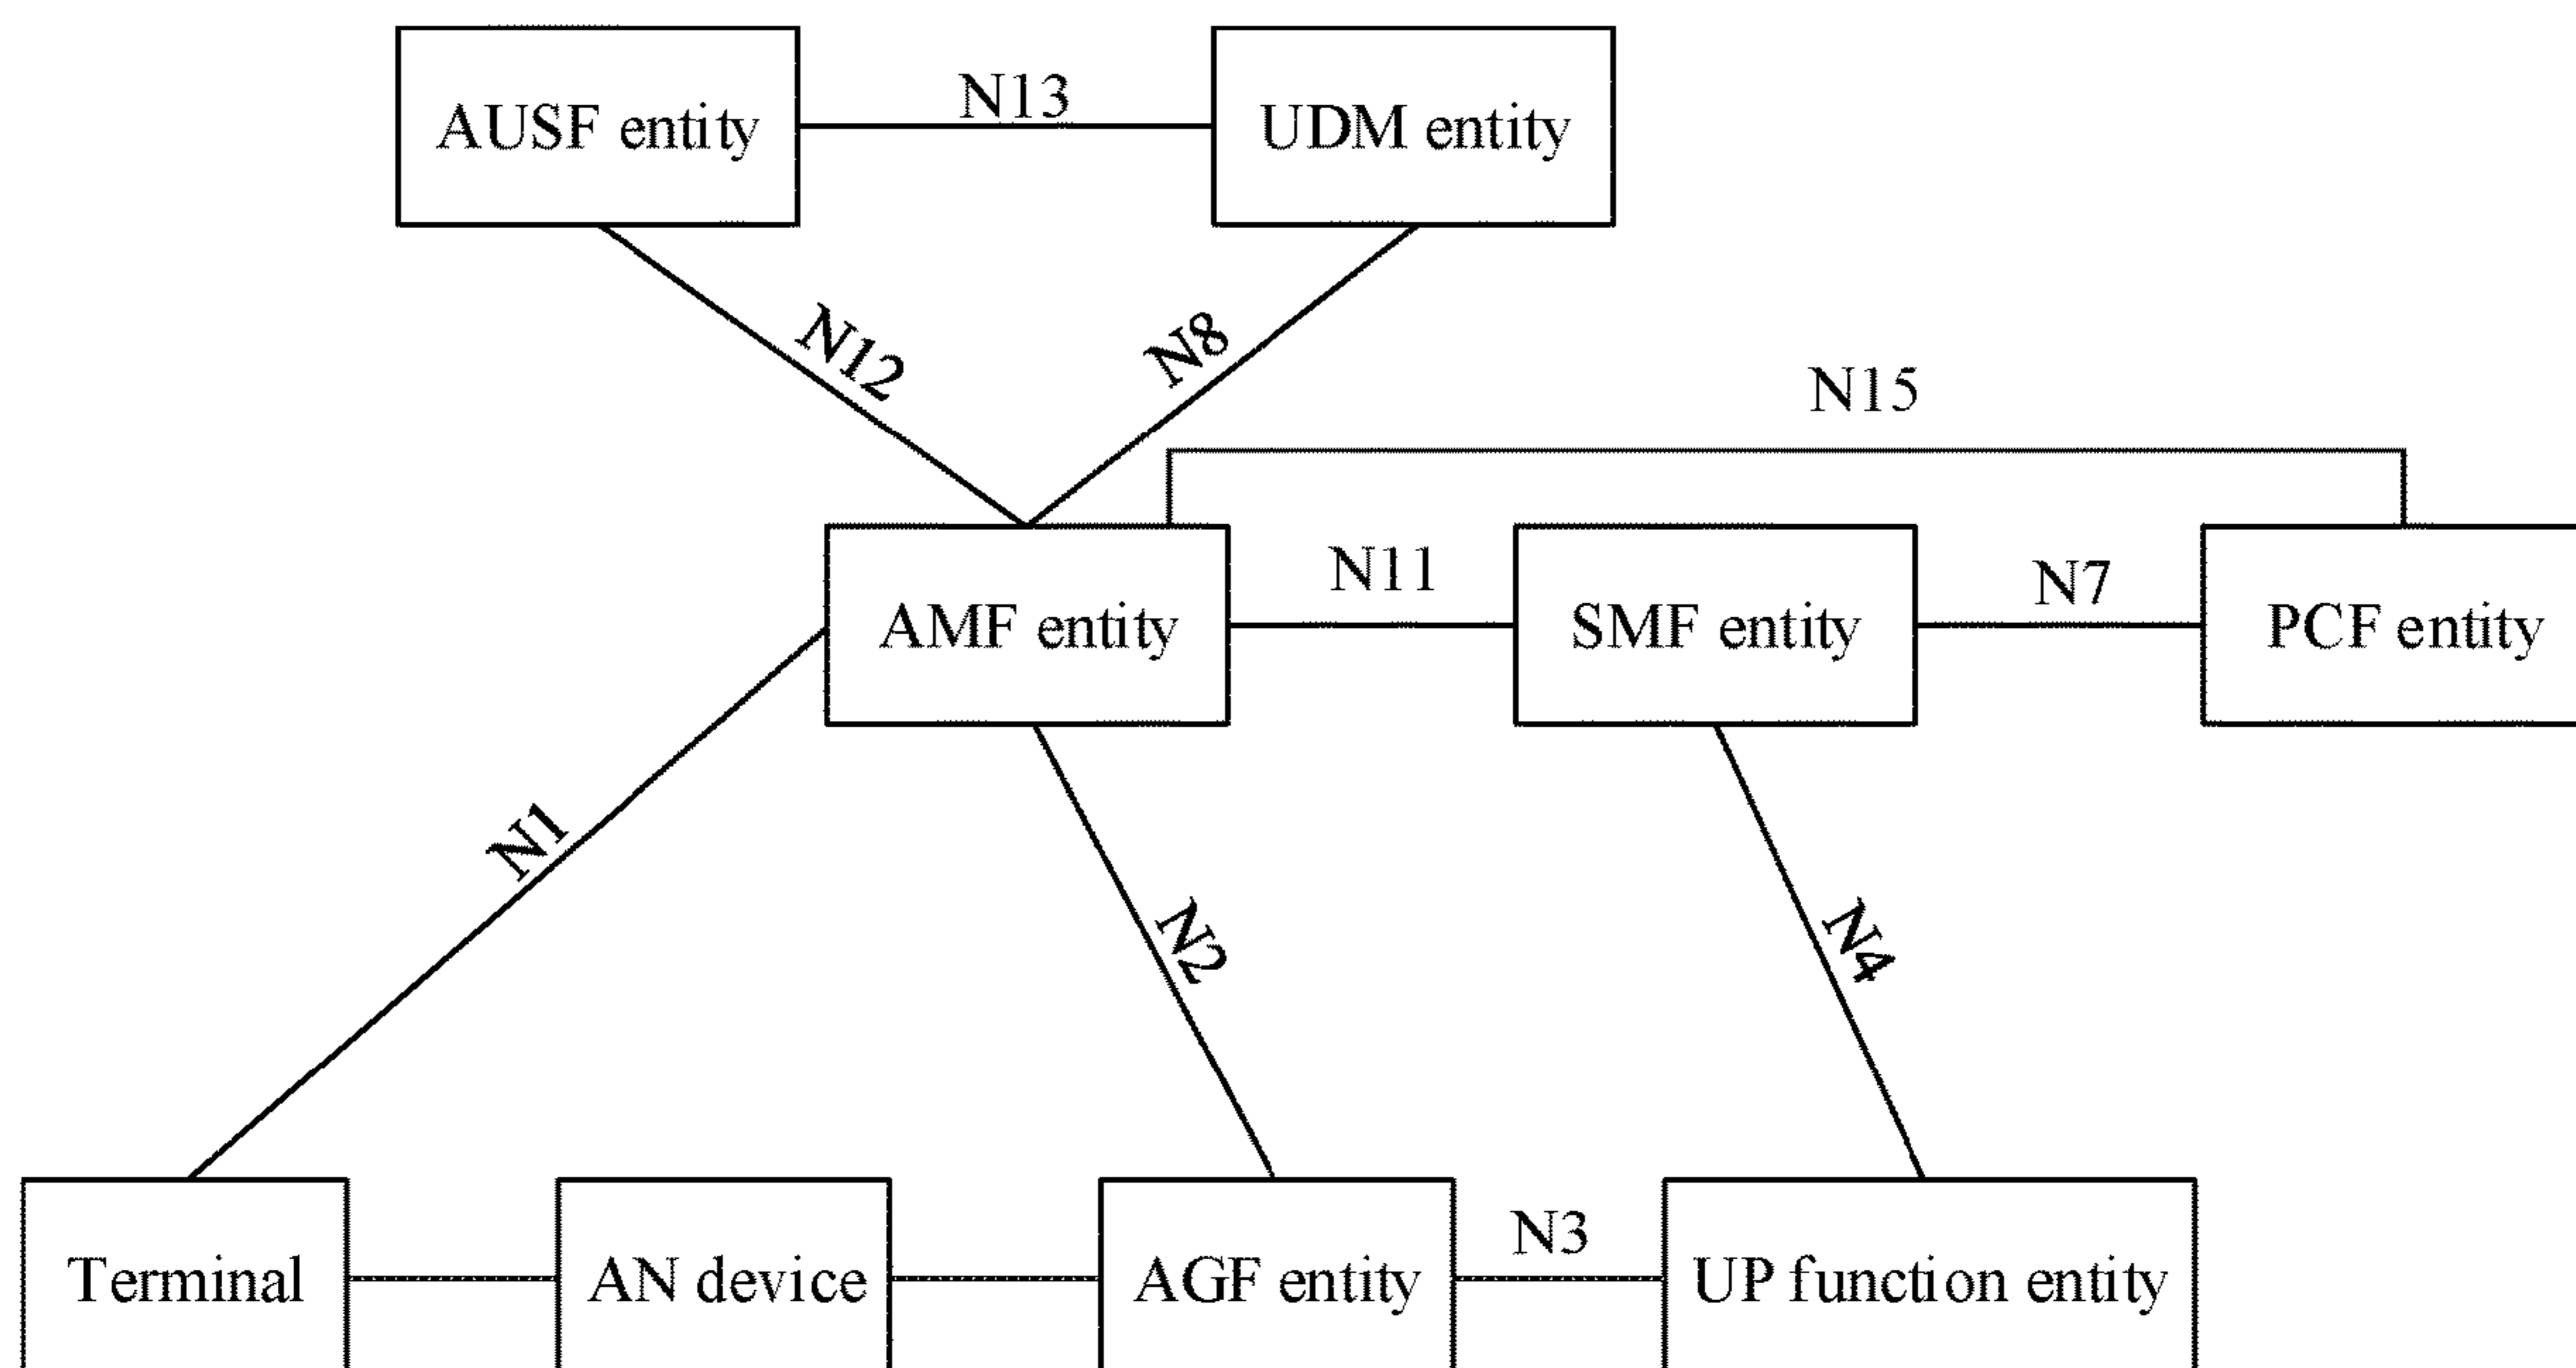 AUSF entity
N13
UDM entity
N12
N8
N15
AMF entity
N11
SMF entity
N7
PCF entity
N1
N2
N4
Terminal
AN device
AGF entity
N3
UP function entity